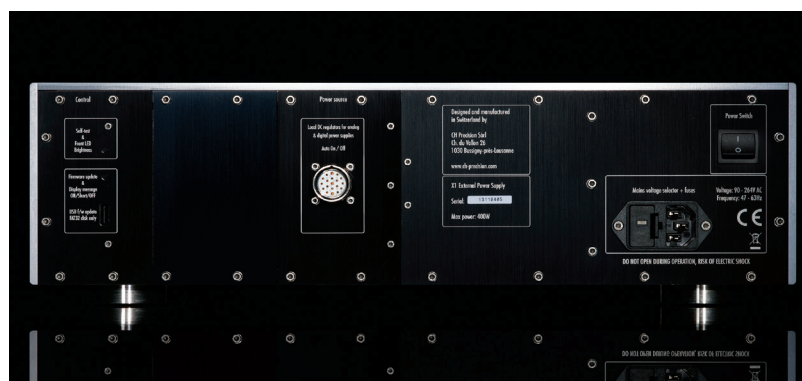 Control
Self-test
&
Front LED
Brightness
Firmware update
&
Display message
ON/Short/OFF
USB f/w update
FAT32 disk only
Power source
Local DC regulators for analog
& digital power supplies
Auto On / Off
Designed and manufactured
in Switzerland by
CH Precision Sàrl
Ch. du Vallon 26
1030 Bussigny-près-Lausanne
www.ch-precision.com
X1 External Power Supply
Serial:
Max power: 400W
Power Switch
I
O
Mains voltage selector + fuses
Voltage: 90 - 264V AC
Frequency: 47 - 63Hz
CE
DO NOT OPEN DURING OPERATION, RISK OF ELECTRIC SHOCK